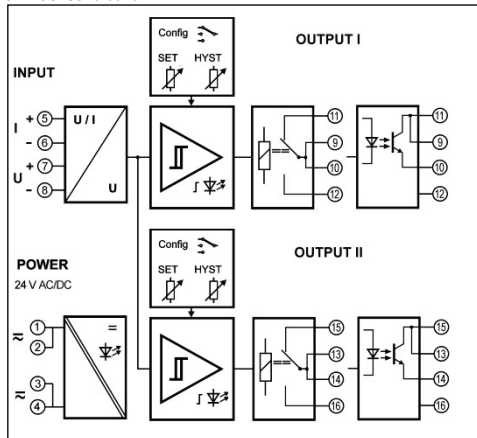 Config
SET HYST
OUTPUT I
INPUT
I + 5
- 6
U + 7
- 8
U / I
U
11
9
10
12
11
9
10
12
Config
SET HYST
OUTPUT II
POWER
24 V AC/DC
1
2
3
4
15
13
14
16
15
13
14
16